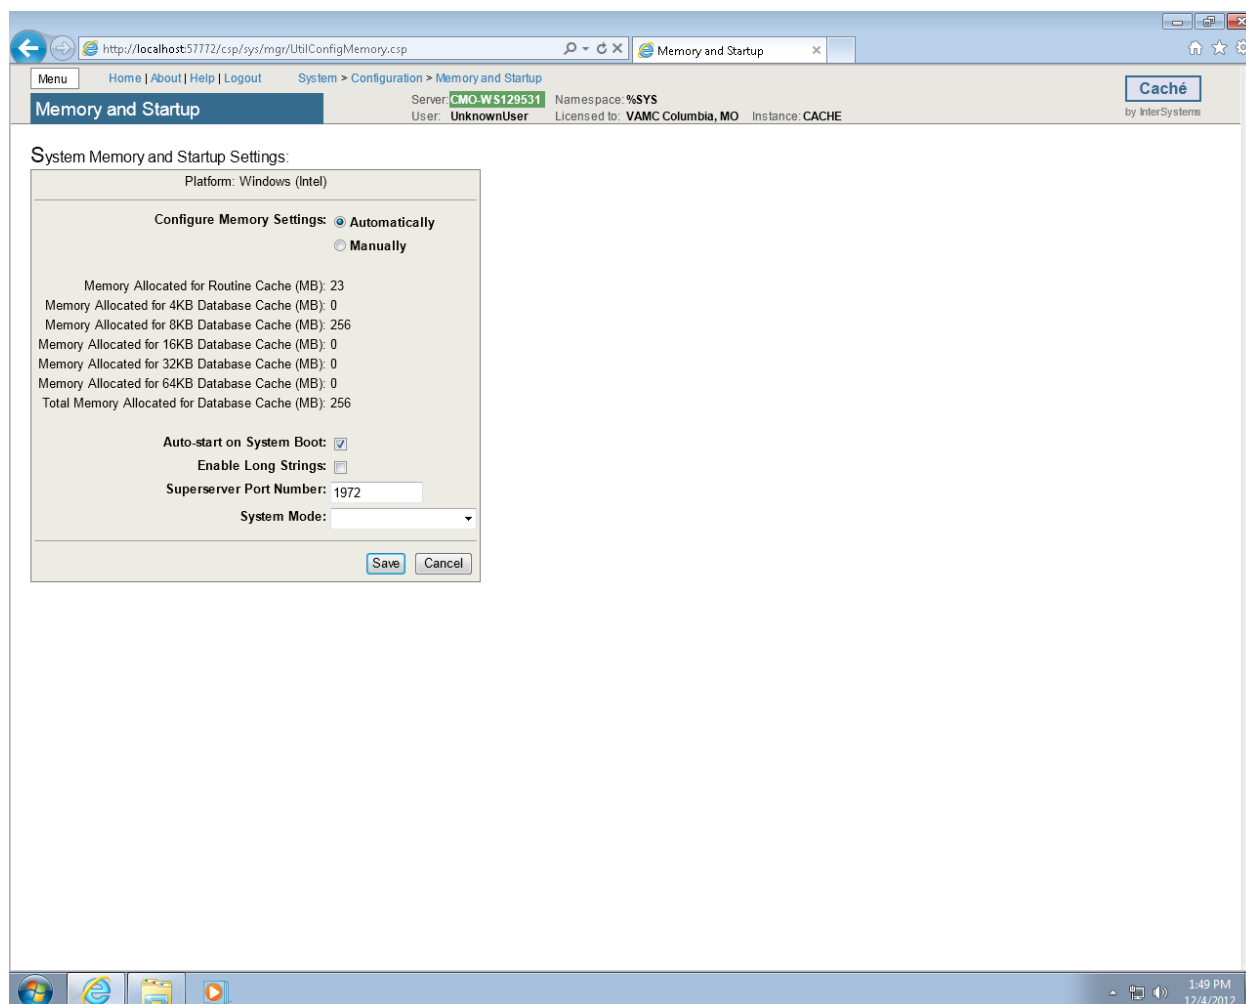 http://localhost:57772/csp/sys/mgr/UtilConfigMemory.csp
Memory and Startup
Menu
Home | About | Help | Logout
System > Configuration > Memory and Startup
Memory and Startup
Server: CMO-WS129531 Namespace: %SYS
User: UnknownUser Licensed to: VAMC Columbia, MO Instance: CACHE
Caché
by InterSystems
System Memory and Startup Settings:
Platform: Windows (Intel)
Configure Memory Settings: Automatically
Manually
Memory Allocated for Routine Cache (MB): 23
Memory Allocated for 4KB Database Cache (MB): 0
Memory Allocated for 8KB Database Cache (MB): 256
Memory Allocated for 16KB Database Cache (MB): 0
Memory Allocated for 32KB Database Cache (MB): 0
Memory Allocated for 64KB Database Cache (MB): 0
Total Memory Allocated for Database Cache (MB): 256
Auto-start on System Boot:
Enable Long Strings:
Superserver Port Number: 1972
System Mode:
Save Cancel
1:49 PM
12/4/2012